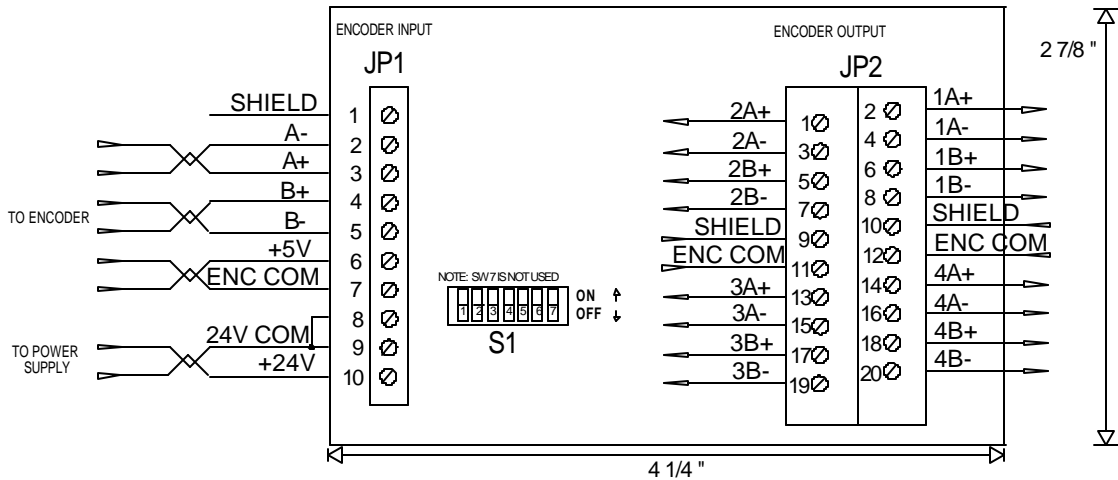 ENCODER INPUT
JP1
SHIELD 1
A- 2
A+ 3
B+ 4
B- 5
+5V 6
ENC COM 7
8
24V COM 9
+24V 10
TO ENCODER
TO POWER
SUPPLY
NOTE: SW 7 IS NOT USED
1 2 3 4 5 6 7
ON
OFF
S1
ENCODER OUTPUT
JP2
2A+ 1
2A- 3
2B+ 5
2B- 7
SHIELD 9
ENC COM 11
3A+ 13
3A- 15
3B+ 17
3B- 19
2 1A+
4 1A-
6 1B+
8 1B-
10 SHIELD
12 ENC COM
14 4A+
16 4A-
18 4B+
20 4B-
2 7/8 "
4 1/4 "